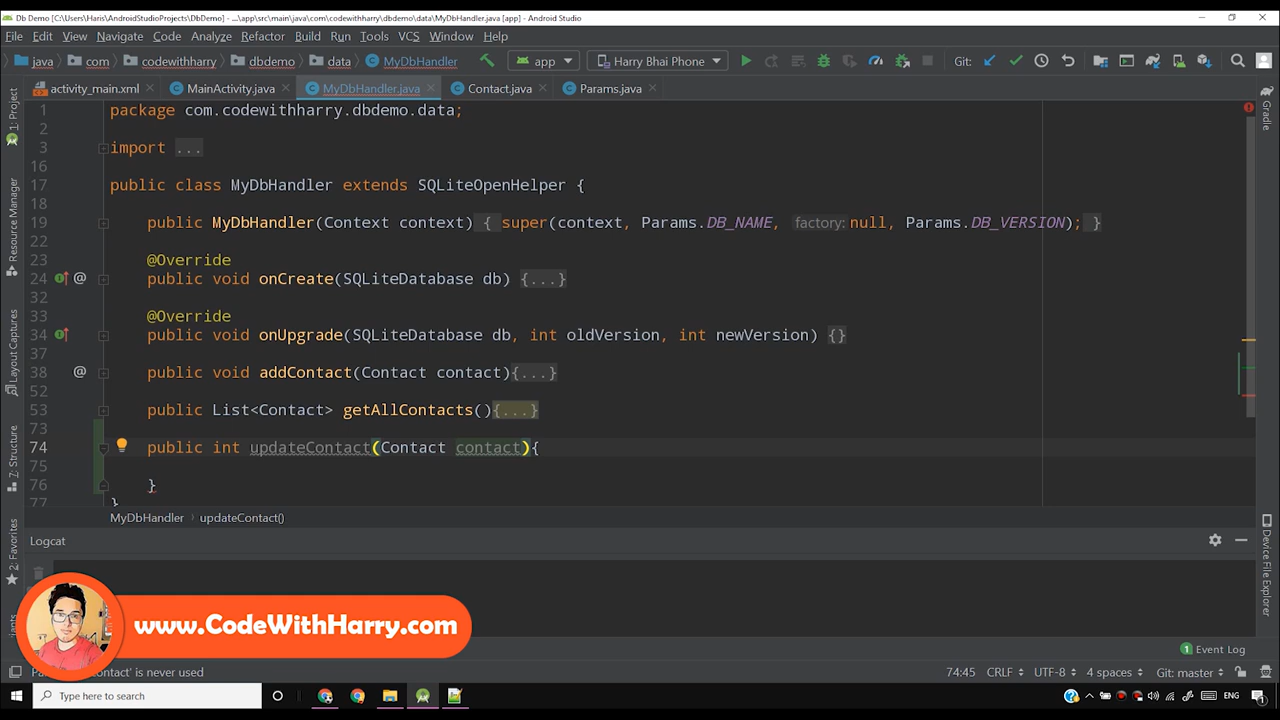 Db Demo [C:\Users\Haris\AndroidStudioProjects\DbDemo] - ...\app\src\main\java\com\codewithharry\dbdemo\data\MyDbHandler.java [app] - Android Studio
File Edit View Navigate Code Analyze Refactor Build Run Tools VCS Window Help
java com codewithharry dbdemo data MyDbHandler app Harry Bhai Phone Git:
activity_main.xml MainActivity.java MyDbHandler.java Contact.java Params.java
1: Project
Resource Manager
Layout Captures
7: Structure
2: Favorites
Gradle
Device File Explorer
1 package com.codewithharry.dbdemo.data;
2
3 import ...
16
17 public class MyDbHandler extends SQLiteOpenHelper {
18
19 public MyDbHandler(Context context) { super(context, Params.DB_NAME, factory: null, Params.DB_VERSION); }
22
23 @Override
24 public void onCreate(SQLiteDatabase db) {...}
32
33 @Override
34 public void onUpgrade(SQLiteDatabase db, int oldVersion, int newVersion) {}
37
38 public void addContact(Contact contact){...}
52
53 public List<Contact> getAllContacts(){...}
73
74 public int updateContact(Contact contact){
75
76 }
77 }
MyDbHandler updateContact()
Logcat
www.CodeWithHarry.com
1 Event Log
contact' is never used 74:45 CRLF UTF-8 4 spaces Git: master
Type here to search ENG 1